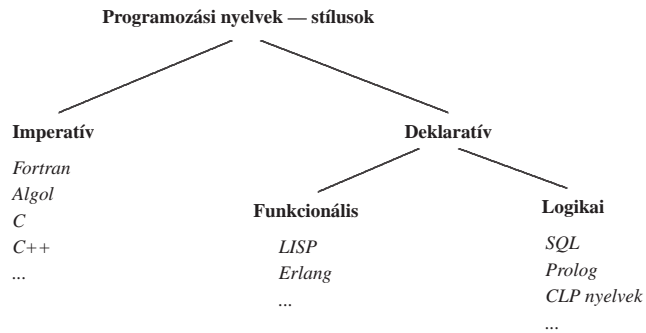 Programozási nyelvek — stílusok
Imperatív
Fortran
Algol
C
C++
...
Deklaratív
Funkcionális
LISP
Erlang
...
Logikai
SQL
Prolog
CLP nyelvek
...